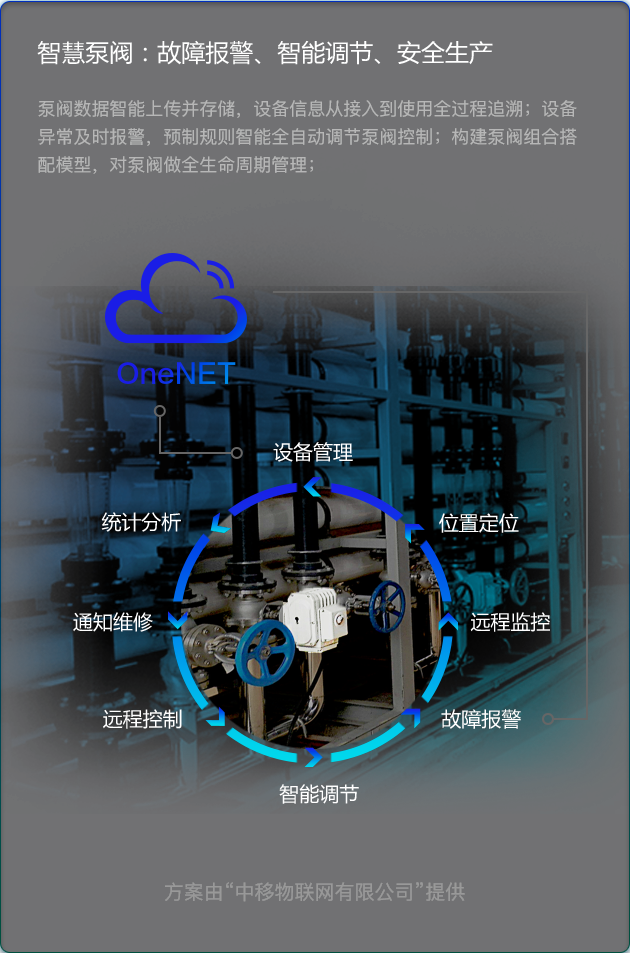 智慧泵阀：故障报警、智能调节、安全生产
泵阀数据智能上传并存储，设备信息从接入到使用全过程追溯；设备
异常及时报警，预制规则智能全自动调节泵阀控制；构建泵阀组合搭
配模型，对泵阀做全生命周期管理；
OneNET
设备管理
统计分析
位置定位
通知维修
远程监控
远程控制
故障报警
智能调节
方案由“中移物联网有限公司”提供